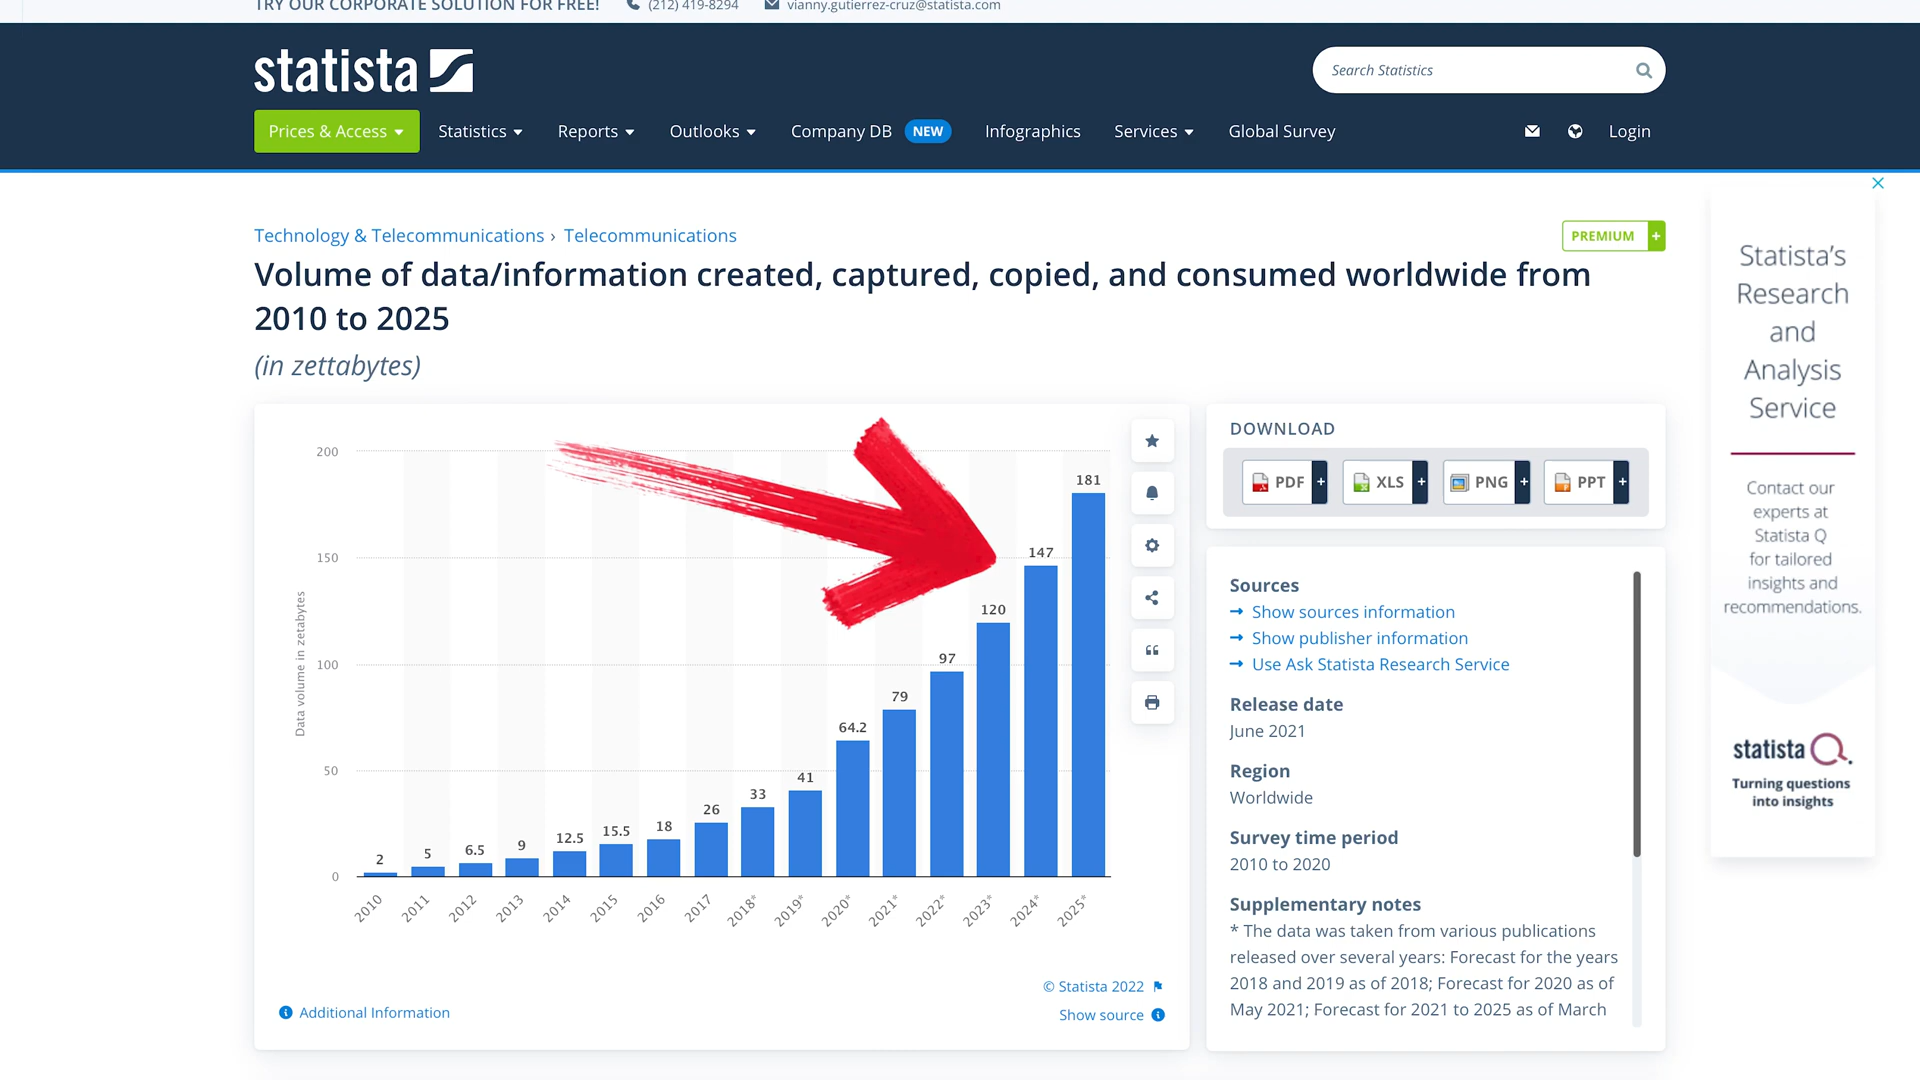 TRY OUR CORPORATE SOLUTION FOR FREE! (212) 419-8294 vianny.gutierrez-cruz@statista.com
statista
Search Statistics
Prices & Access Statistics Reports Outlooks Company DB NEW Infographics Services Global Survey Login
Technology & Telecommunications › Telecommunications
PREMIUM +
Volume of data/information created, captured, copied, and consumed worldwide from
2010 to 2025
(in zettabytes)
Data volume in zetabytes
200
150
100
50
0
2
5
6.5
9
12.5
15.5
18
26
33
41
64.2
79
97
120
147
181
2010
2011
2012
2013
2014
2015
2016
2017
2018*
2019*
2020*
2021*
2022*
2023*
2024*
2025*
© Statista 2022
Additional Information
Show source
DOWNLOAD
PDF + XLS + PNG + PPT +
Sources
Show sources information
Show publisher information
Use Ask Statista Research Service
Release date
June 2021
Region
Worldwide
Survey time period
2010 to 2020
Supplementary notes
* The data was taken from various publications
released over several years: Forecast for the years
2018 and 2019 as of 2018; Forecast for 2020 as of
May 2021; Forecast for 2021 to 2025 as of March
Statista's
Research
and
Analysis
Service
Contact our
experts at
Statista Q
for tailored
insights and
recommendations.
statista Q.
Turning questions
into insights